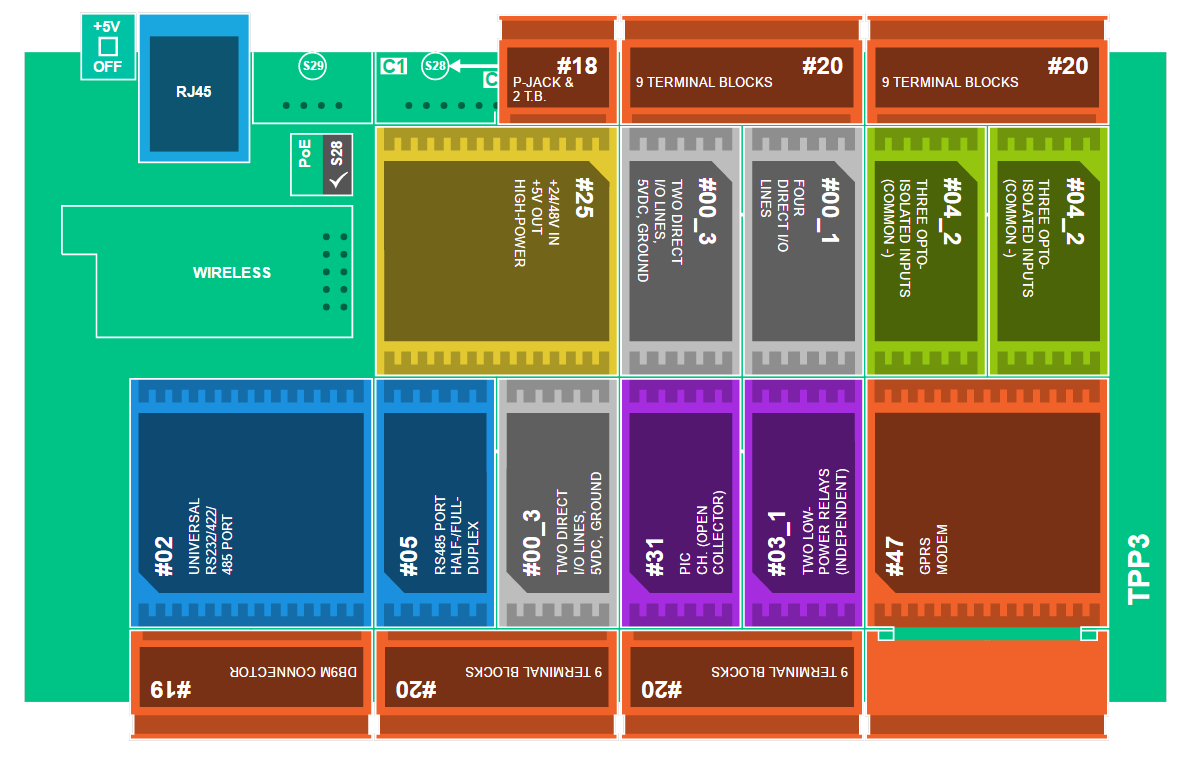 +5V
OFF
RJ45
S29
C1
S28
C
#18
P-JACK &
2 T.B.
#20
9 TERMINAL BLOCKS
#20
9 TERMINAL BLOCKS
PoE
S28
WIRELESS
#25
+24/48V IN
+5V OUT
HIGH-POWER
#00_3
TWO DIRECT
I/O LINES,
5VDC, GROUND
#00_1
FOUR
DIRECT I/O
LINES
#04_2
THREE OPTO-
ISOLATED INPUTS
(COMMON -)
#04_2
THREE OPTO-
ISOLATED INPUTS
(COMMON -)
#02
UNIVERSAL
RS232/422/
485 PORT
#05
RS485 PORT
HALF-/FULL-
DUPLEX
#00_3
TWO DIRECT
I/O LINES,
5VDC, GROUND
#31
PIC
CH. (OPEN
COLLECTOR)
#03_1
TWO LOW-
POWER RELAYS
(INDEPENDENT)
#47
GPRS
MODEM
TPP3
DB9M CONNECTOR
#19
9 TERMINAL BLOCKS
#20
9 TERMINAL BLOCKS
#20